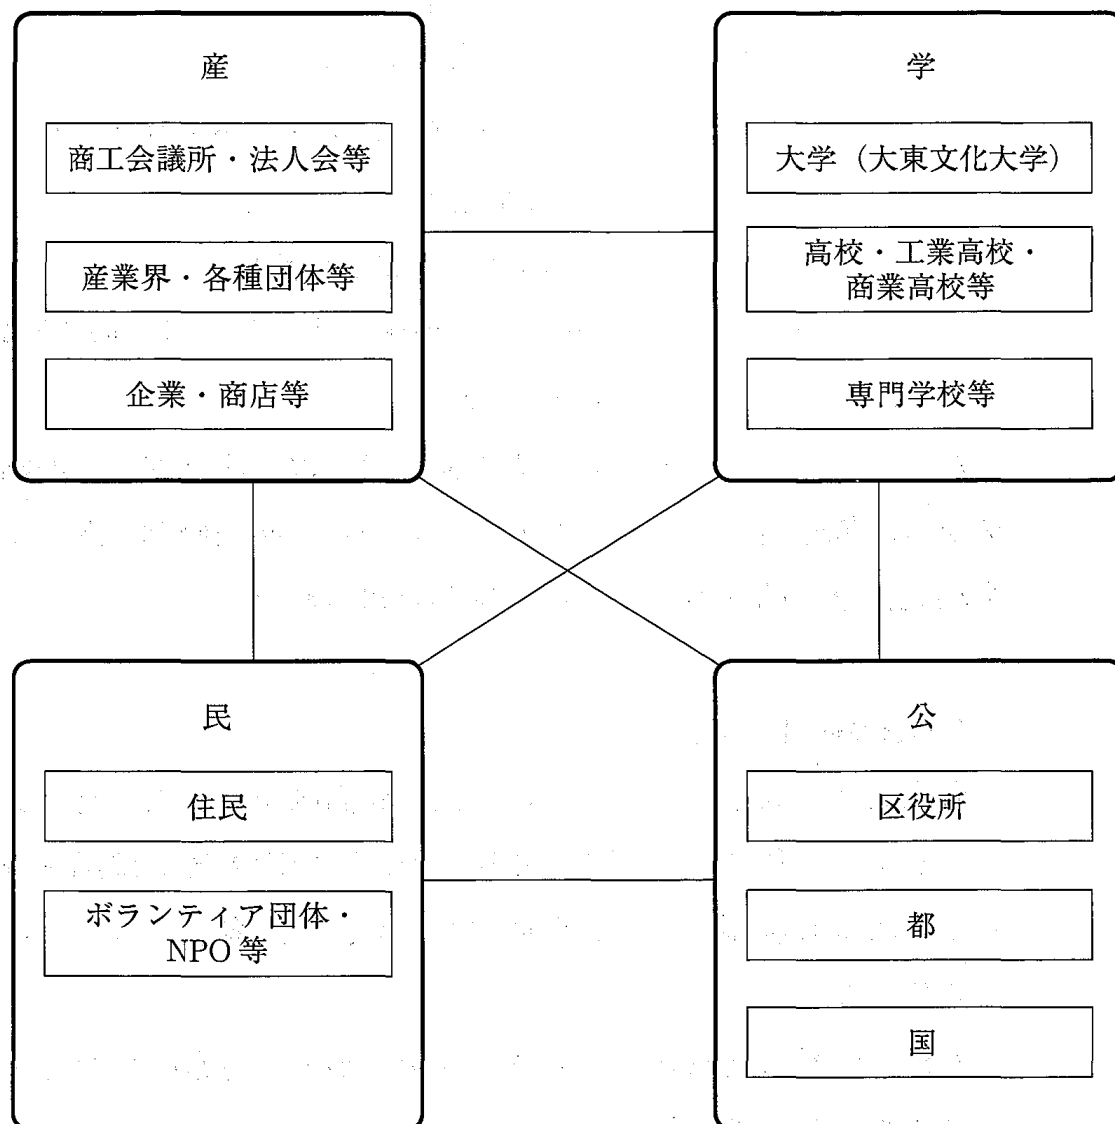 産
商工会議所・法人会等
産業界・各種団体等
企業・商店等
学
大学（大東文化大学）
高校・工業高校・
商業高校等
専門学校等
民
住民
ボランティア団体・
NPO等
公
区役所
都
国